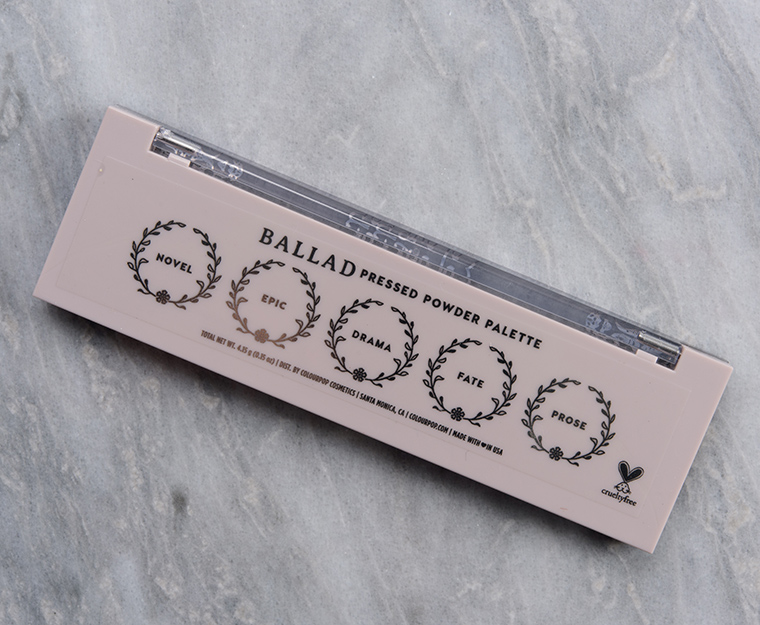 BALLAD PRESSED POWDER PALETTE
NOVEL
EPIC
DRAMA
FATE
PROSE
TOTAL NET WT. 4.25 g (0.15 oz) | DIST. BY COLOURPOP COSMETICS | SANTA MONICA, CA | COLOURPOP.COM | MADE WITH ❤ IN USA
crueltyfree